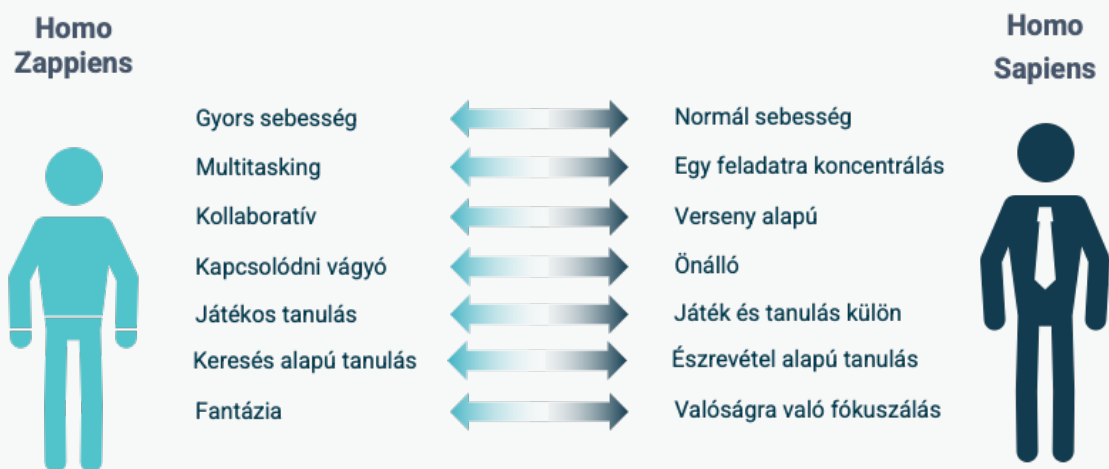 Homo
Zappiens
Homo
Sapiens
Gyors sebesség
Normál sebesség
Multitasking
Egy feladatra koncentrálás
Kollaboratív
Verseny alapú
Kapcsolódni vágyó
Önálló
Játékos tanulás
Játék és tanulás külön
Keresés alapú tanulás
Észrevétel alapú tanulás
Fantázia
Valóságra való fókuszálás